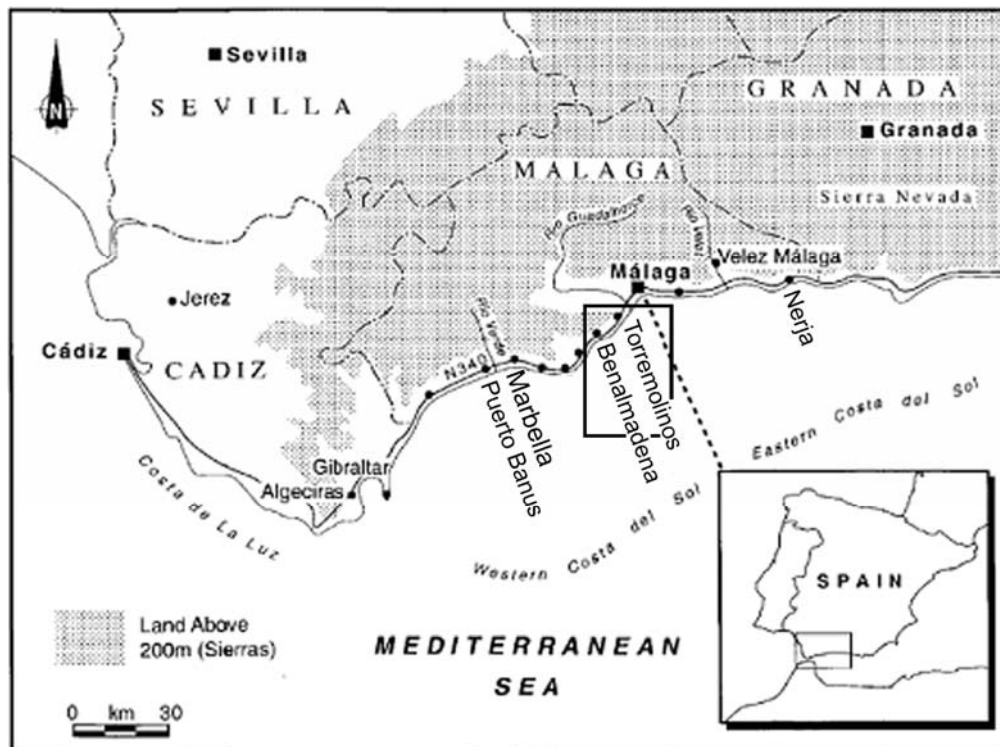 Sevilla
SEVILLA
GRANADA
Granada
MALAGA
Sierra Nevada
Rio Guadalhorce
Rio Velez
Velez Málaga
Málaga
Jerez
Nerja
Cádiz
CADIZ
Rio Verde
N340
Torremolinos
Benalmadena
Marbella
Puerto Banus
Gibraltar
Algeciras
Costa de La Luz
Eastern Costa del Sol
Western Costa del Sol
N
SPAIN
Land Above
200m (Sierras)
MEDITERRANEAN
SEA
0 km 30